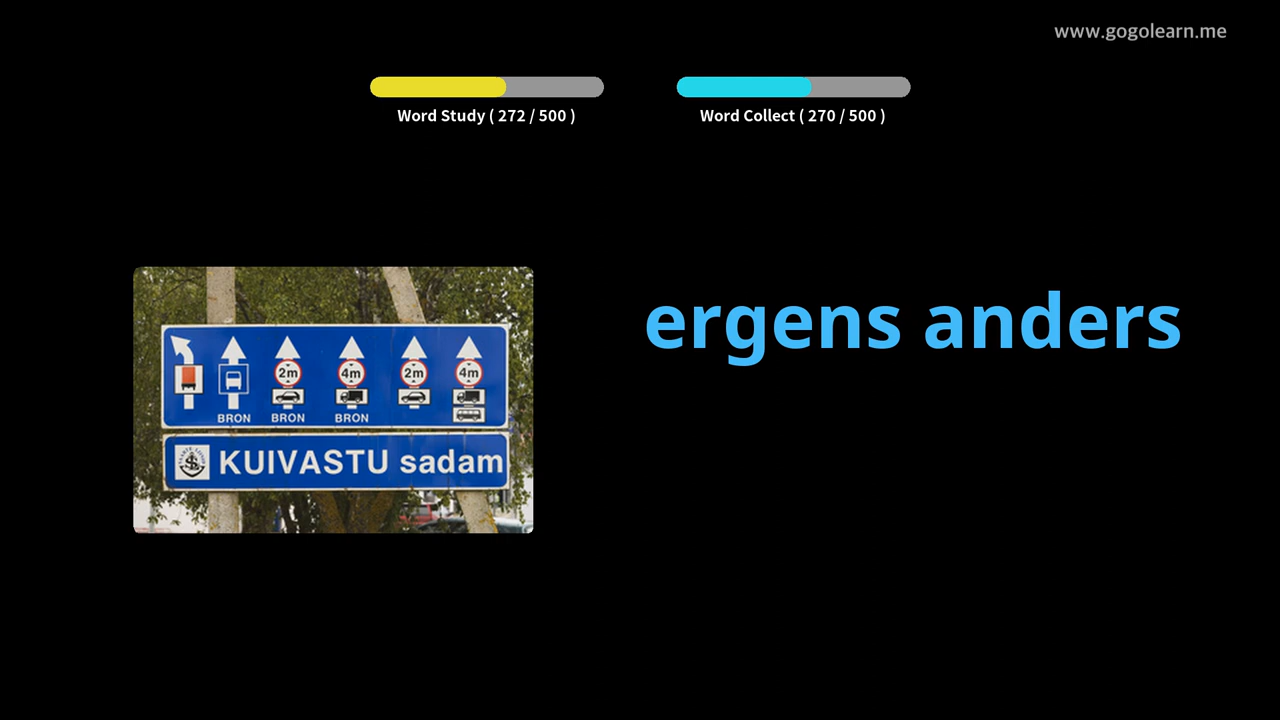 www.gogolearn.me
Word Study ( 272 / 500 )
Word Collect ( 270 / 500 )
ergens anders
2m 4m 2m 4m
BRON BRON BRON
KUIVASTU sadam